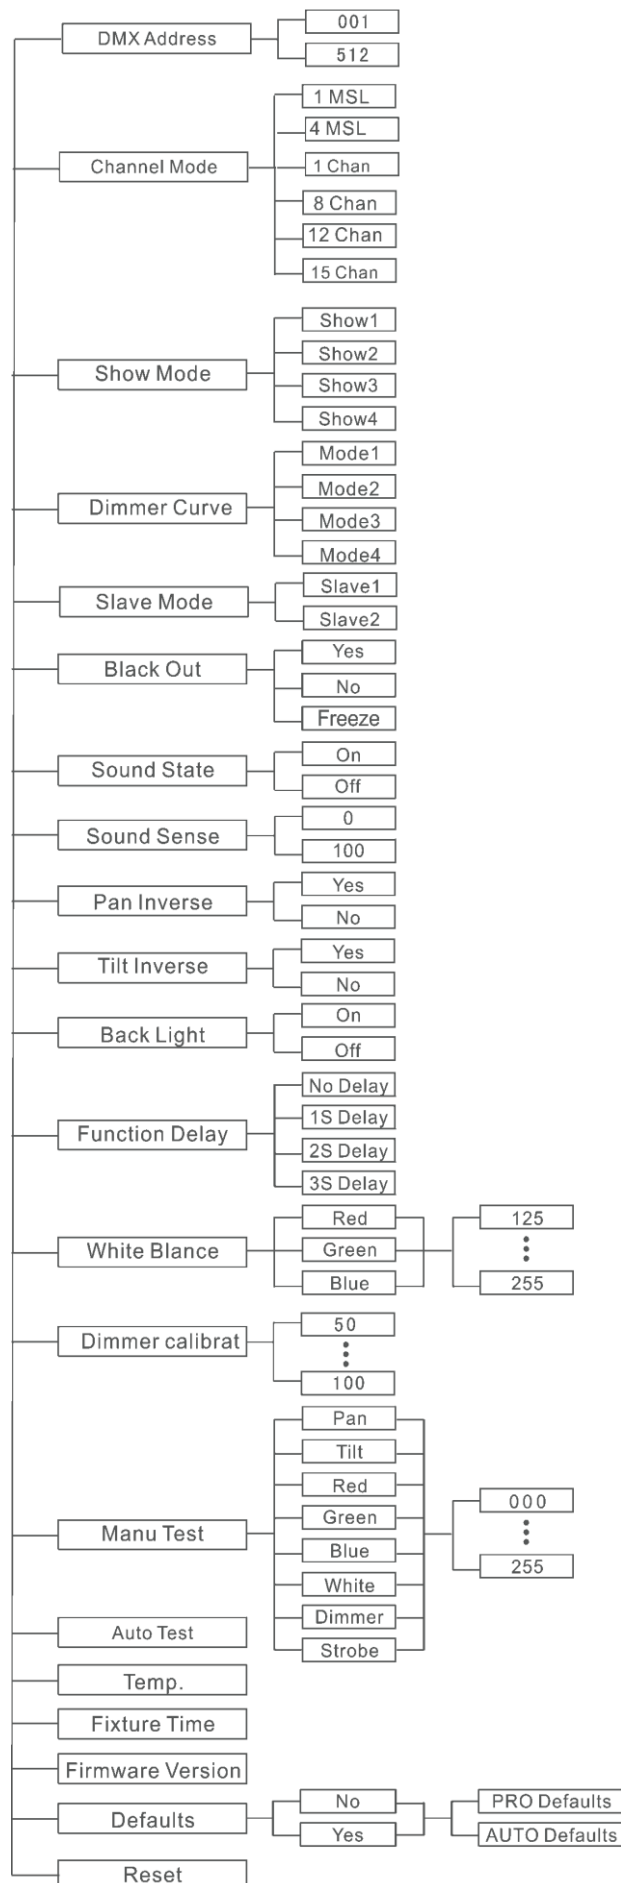 DMX Address
001
512
Channel Mode
1 MSL
4 MSL
1 Chan
8 Chan
12 Chan
15 Chan
Show Mode
Show1
Show2
Show3
Show4
Dimmer Curve
Mode1
Mode2
Mode3
Mode4
Slave Mode
Slave1
Slave2
Black Out
Yes
No
Freeze
Sound State
On
Off
Sound Sense
0
100
Pan Inverse
Yes
No
Tilt Inverse
Yes
No
Back Light
On
Off
Function Delay
No Delay
1S Delay
2S Delay
3S Delay
White Blance
Red
Green
Blue
125
255
Dimmer calibrat
50
100
Manu Test
Pan
Tilt
Red
Green
Blue
White
Dimmer
Strobe
000
255
Auto Test
Temp.
Fixture Time
Firmware Version
Defaults
No
Yes
PRO Defaults
AUTO Defaults
Reset